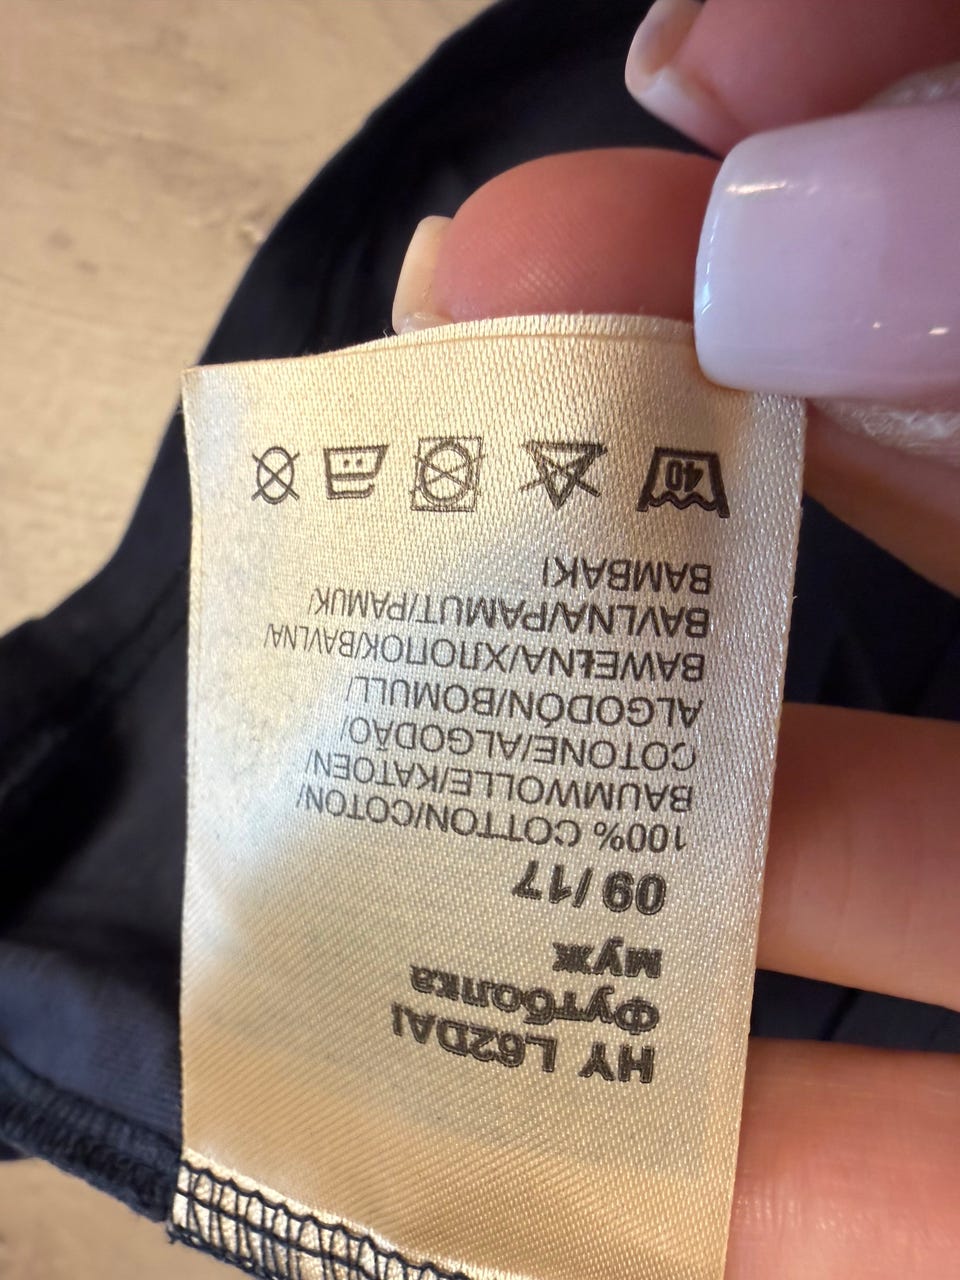 HY L62DAI
Футболка
муж
09/17
100% COTTON/COTON/
BAUMWOLLE/KATOEN/
COTONE/ALGODÃO/
ALGODÓN/BOMULL/
BAWEŁNA/ХЛОПОК/BAVLNA/
BAVLNA/PAMUT/PAMUK/
BAMBAKI
40